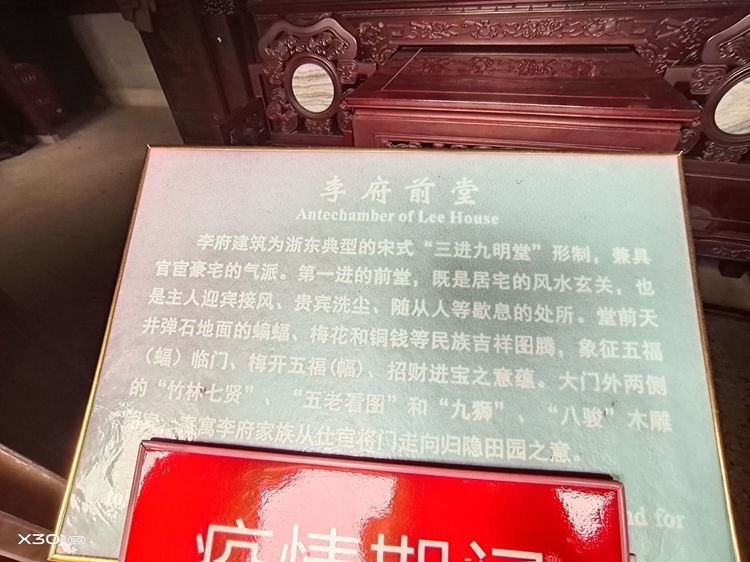 李府前堂
Antechamber of Lee House
李府建筑为浙东典型的宋式“三进九明堂”形制，兼具
官宦豪宅的气派。第一进的前堂，既是居宅的风水玄关，也
是主人迎宾接风、贵宾洗尘、随从人等歇息的处所。堂前天
井弹石地面的蝙蝠、梅花和铜钱等民族吉祥图腾，象征五福
（蝠）临门、梅开五福(幅)、招财进宝之意蕴。大门外两侧
的“竹林七贤”、“五老看图”和“九狮”、“八骏”木雕
寓李府家族从仕宦将门走向归隐田园之意。
and for
疫情期间
X30